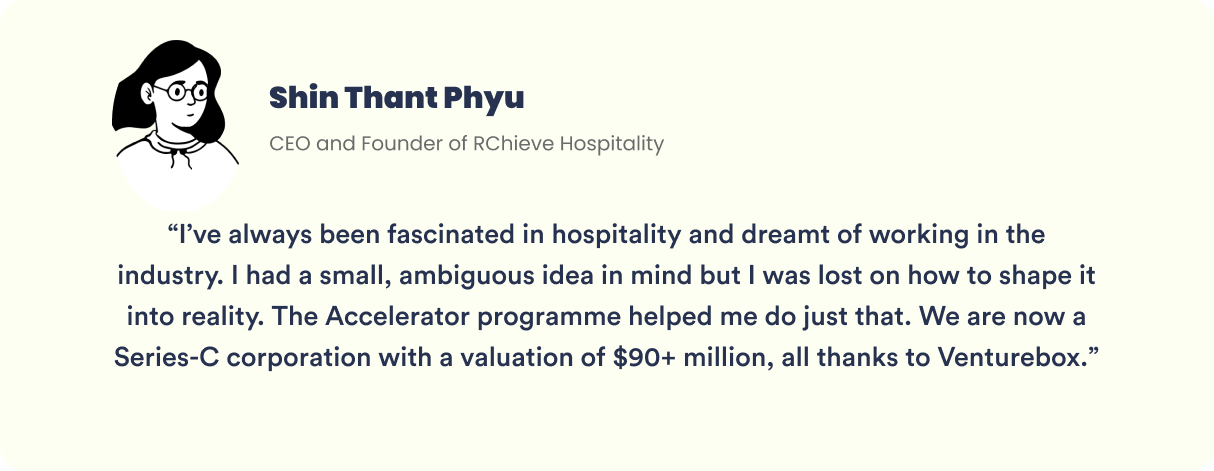 Shin Thant Phyu
CEO and Founder of RChieve Hospitality
“I’ve always been fascinated in hospitality and dreamt of working in the
industry. I had a small, ambiguous idea in mind but I was lost on how to shape it
into reality. The Accelerator programme helped me do just that. We are now a
Series-C corporation with a valuation of $90+ million, all thanks to Venturebox.”